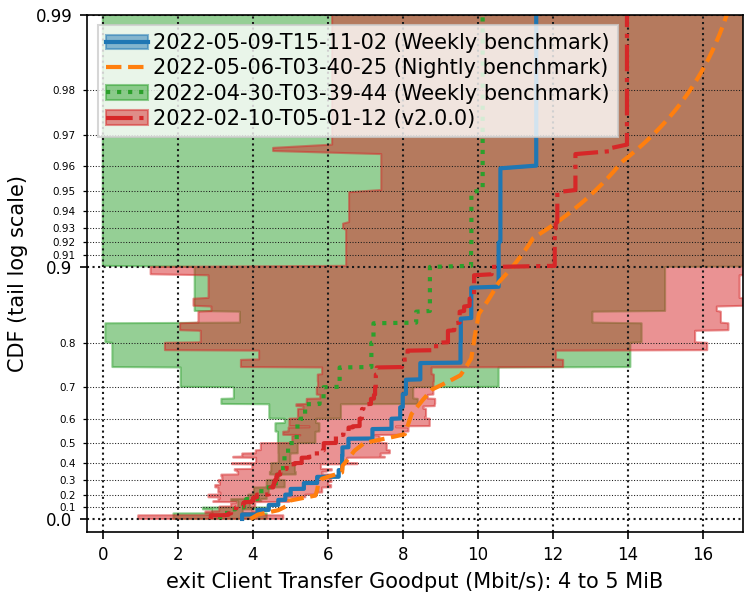 0.99
2022-05-09-T15-11-02 (Weekly benchmark)
2022-05-06-T03-40-25 (Nightly benchmark)
2022-04-30-T03-39-44 (Weekly benchmark)
2022-02-10-T05-01-12 (v2.0.0)
0.98
0.97
0.96
0.95
0.94
0.93
0.92
0.91
0.9
0.8
0.7
0.6
0.5
0.4
0.3
0.2
0.1
0.0
CDF (tail log scale)
0 2 4 6 8 10 12 14 16
exit Client Transfer Goodput (Mbit/s): 4 to 5 MiB